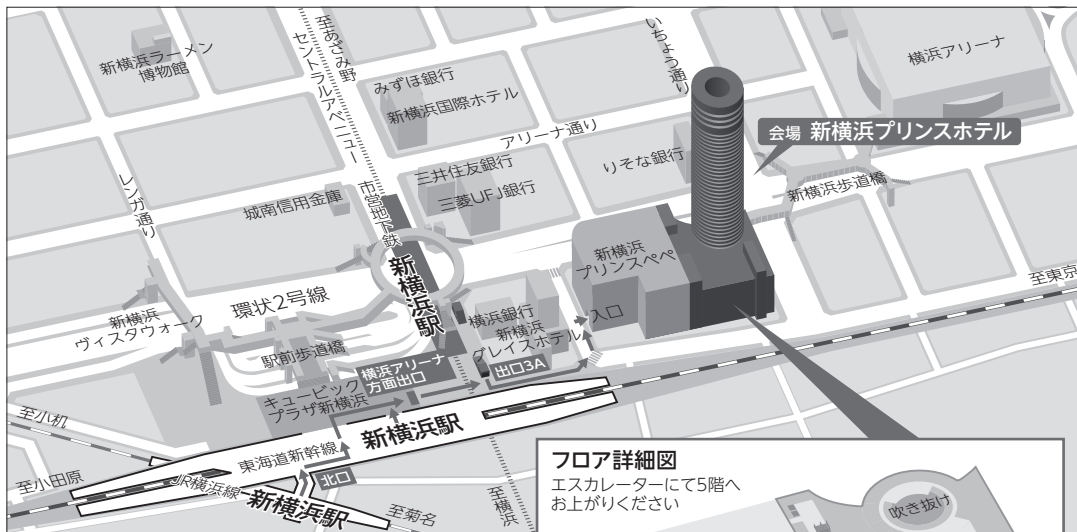 新横浜ラーメン
博物館
至あざみ野
セントラルアベニュー
みずほ銀行
新横浜国際ホテル
いちょう通り
横浜アリーナ
アリーナ通り
会場 新横浜プリンスホテル
りそな銀行
レンガ通り
三井住友銀行
三菱UFJ銀行
城南信用金庫
市営地下鉄
新横浜駅
新横浜歩道橋
新横浜
プリンスペペ
至東京
環状2号線
新横浜
ヴィスタウォーク
横浜銀行
入口
新横浜
グレイスホテル
駅前歩道橋
横浜アリーナ
方面出口
出口3A
キュービック
プラザ新横浜
至小机
新横浜駅
東海道新幹線
北口
至小田原
JR横浜線
新横浜駅
至菊名
至横浜
フロア詳細図
エスカレーターにて5階へ
お上がりください
吹き抜け